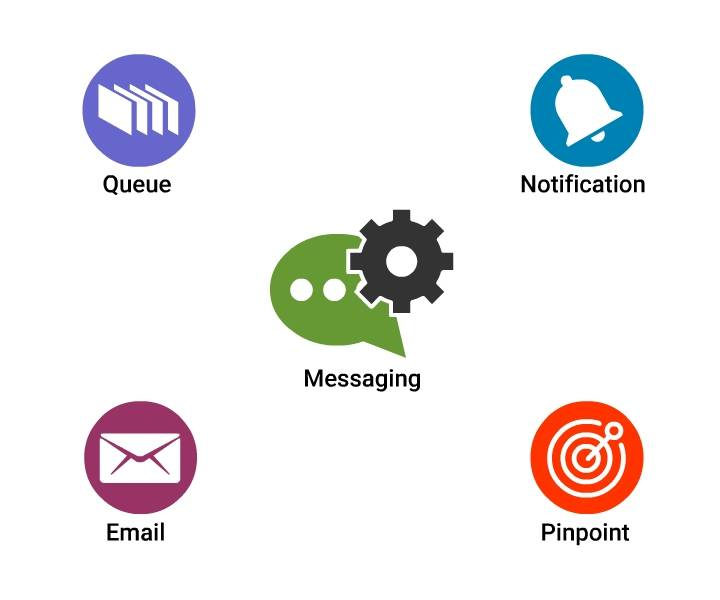 Queue
Notification
Messaging
Email
Pinpoint